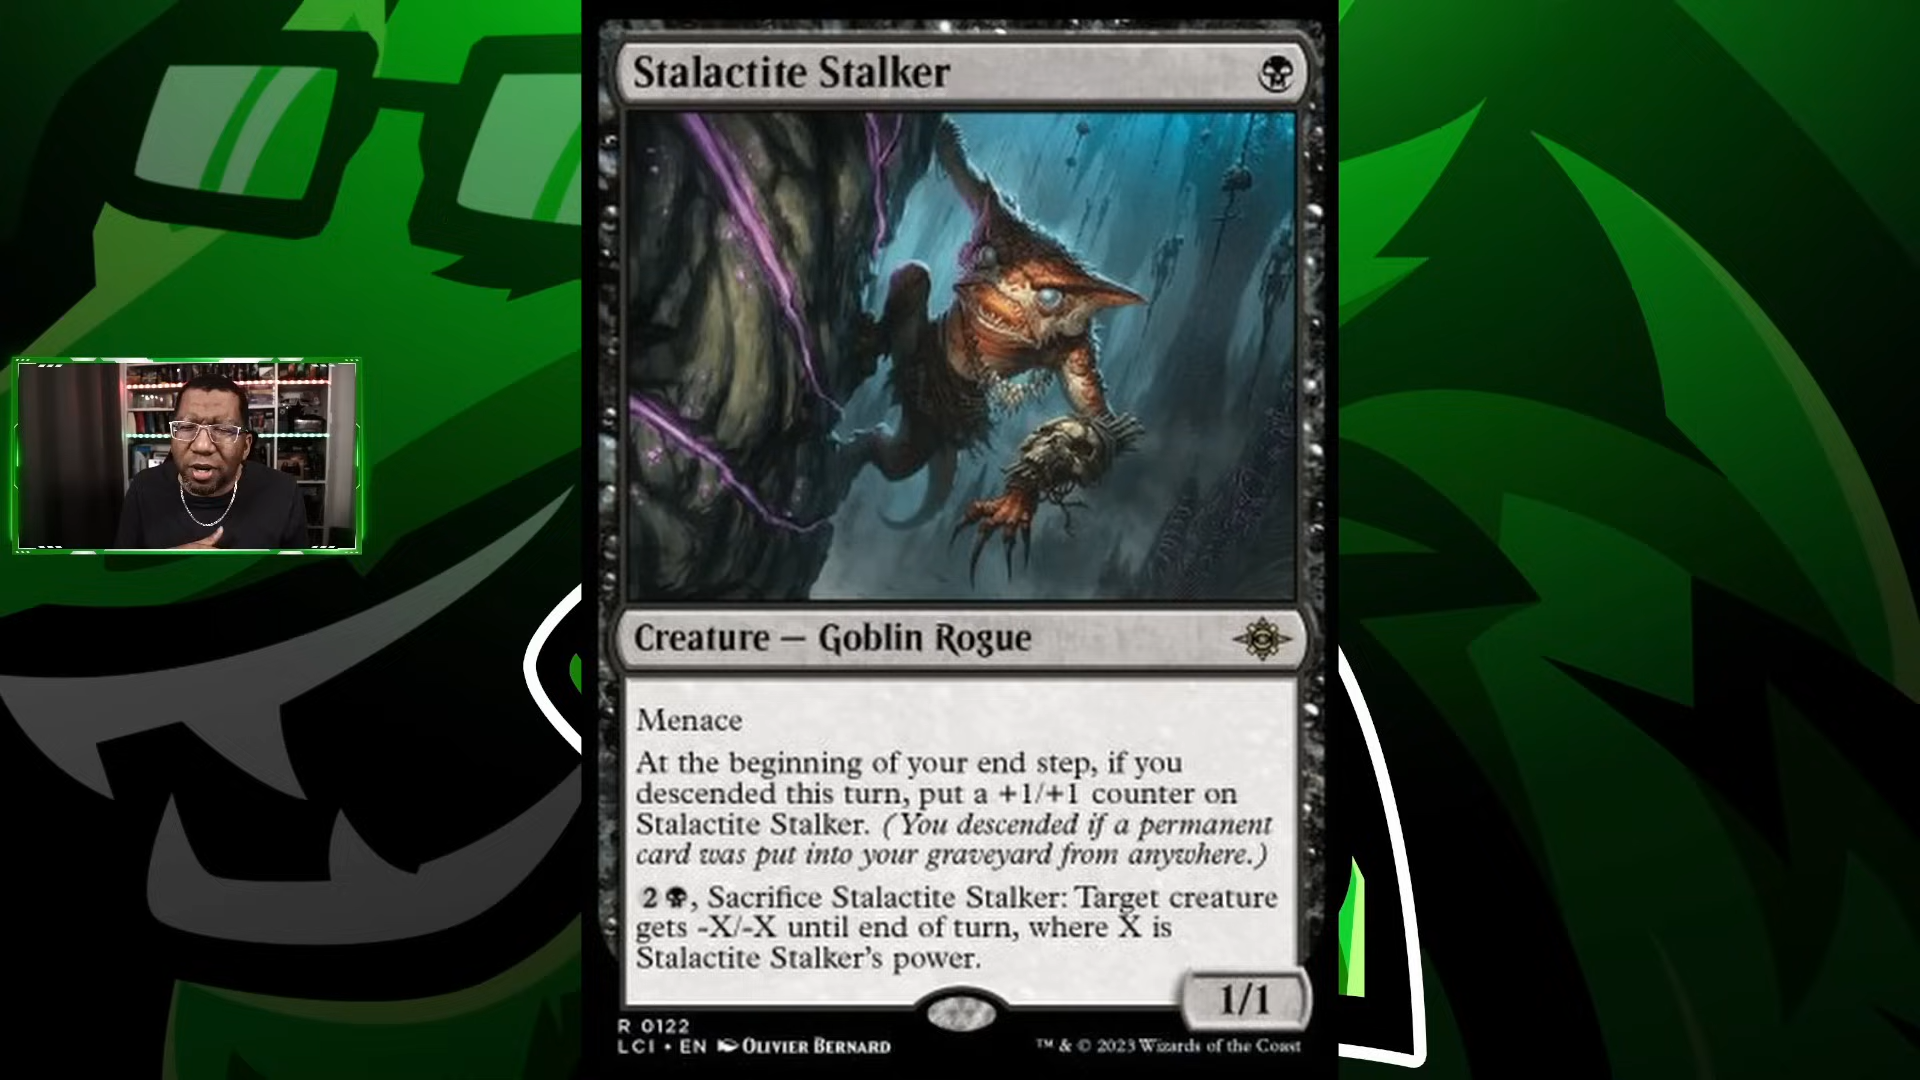 Stalactite Stalker
Creature — Goblin Rogue
Menace
At the beginning of your end step, if you
descended this turn, put a +1/+1 counter on
Stalactite Stalker. (You descended if a permanent
card was put into your graveyard from anywhere.)
2, Sacrifice Stalactite Stalker: Target creature
gets -X/-X until end of turn, where X is
Stalactite Stalker's power.
1/1
R 0122
LCI • EN OLIVIER BERNARD
™ & © 2023 Wizards of the Coast